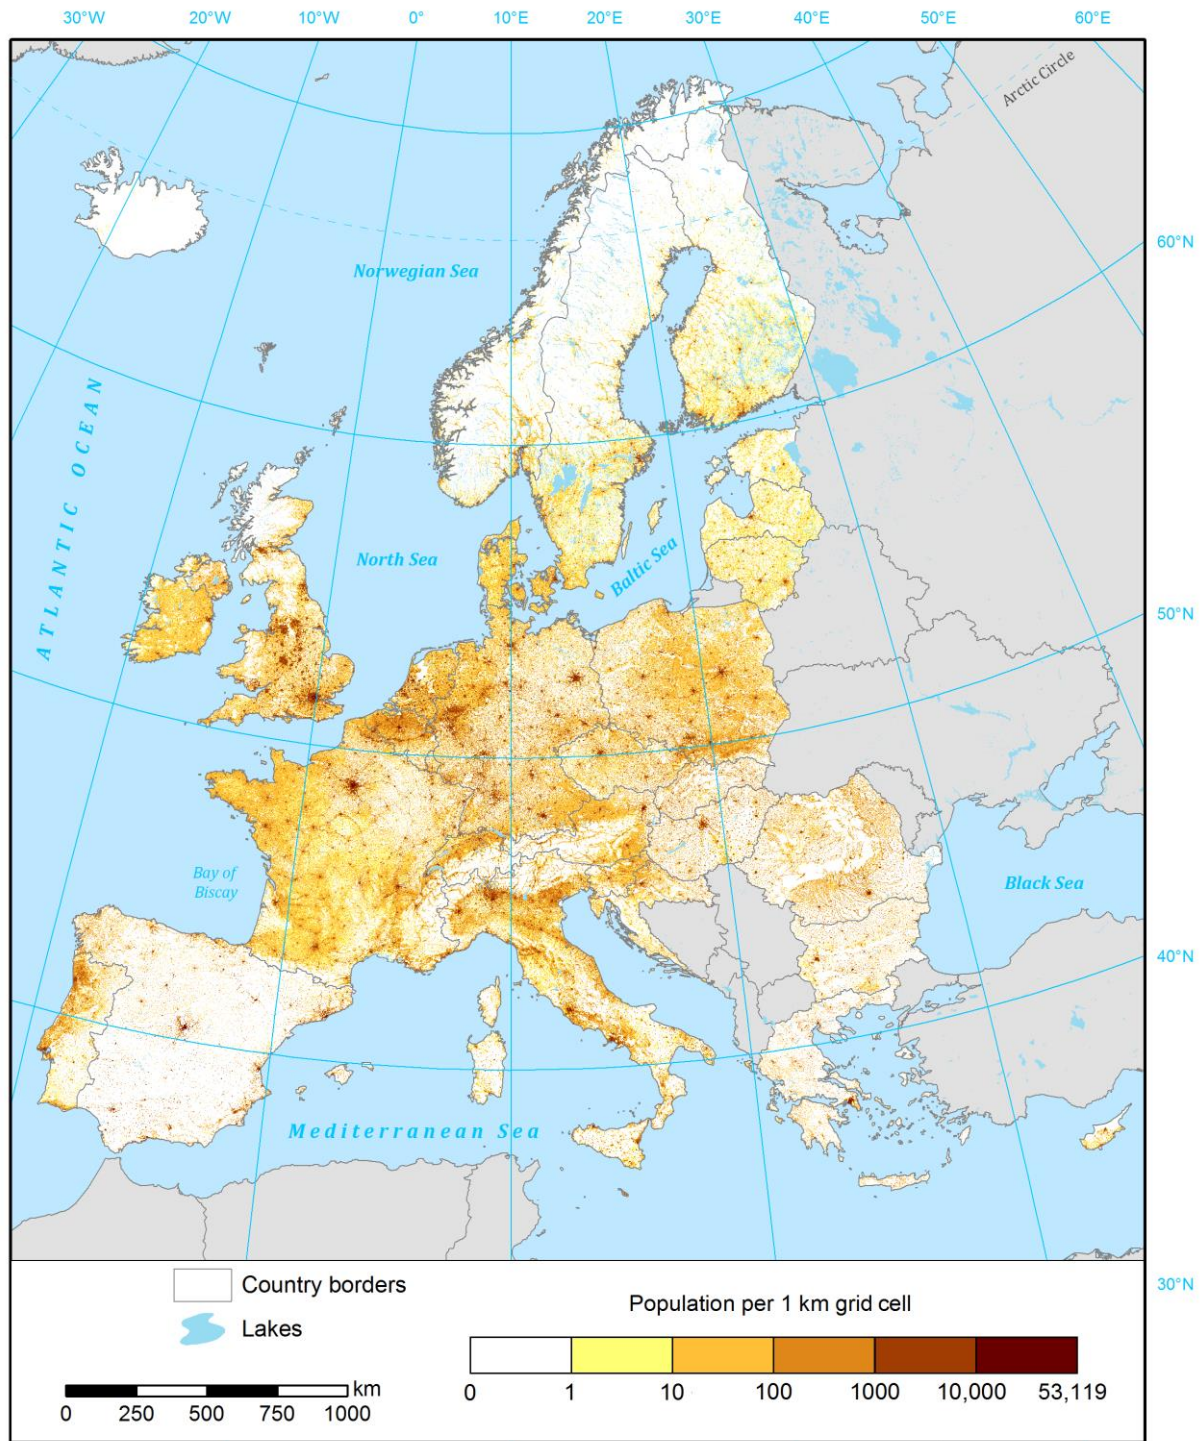 30°W 20°W 10°W 0° 10°E 20°E 30°E 40°E 50°E 60°E
Arctic Circle
60°N
Norwegian Sea
ATLANTIC OCEAN
North Sea
Baltic Sea
50°N
Bay of
Biscay
Black Sea
40°N
Mediterranean Sea
30°N
Country borders
Lakes
Population per 1 km grid cell
0 1 10 100 1000 10,000 53,119
km
0 250 500 750 1000